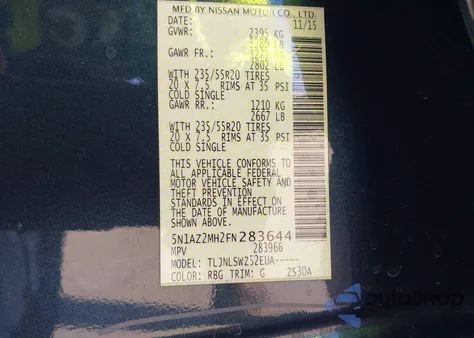 MFD BY NISSAN MOTOR CO., LTD.
DATE: 11/15
GVWR: 2395 KG
LB
GAWR FR.: KG
2802 LB
WITH 235/55R20 TIRES
20 X 7.5 RIMS AT 35 PSI
COLD SINGLE
GAWR RR.: 1210 KG
2667 LB
WITH 235/55R20 TIRES
20 X 7.5 RIMS AT 35 PSI
COLD SINGLE
THIS VEHICLE CONFORMS TO
ALL APPLICABLE FEDERAL
MOTOR VEHICLE SAFETY AND
THEFT PREVENTION
STANDARDS IN EFFECT ON
THE DATE OF MANUFACTURE
SHOWN ABOVE.
5N1AZ2MH2FN283644
MPV 283966
MODEL: TLJNLSWZ52EUA-----
COLOR: RBG TRIM: G ZS30A
autoSnap